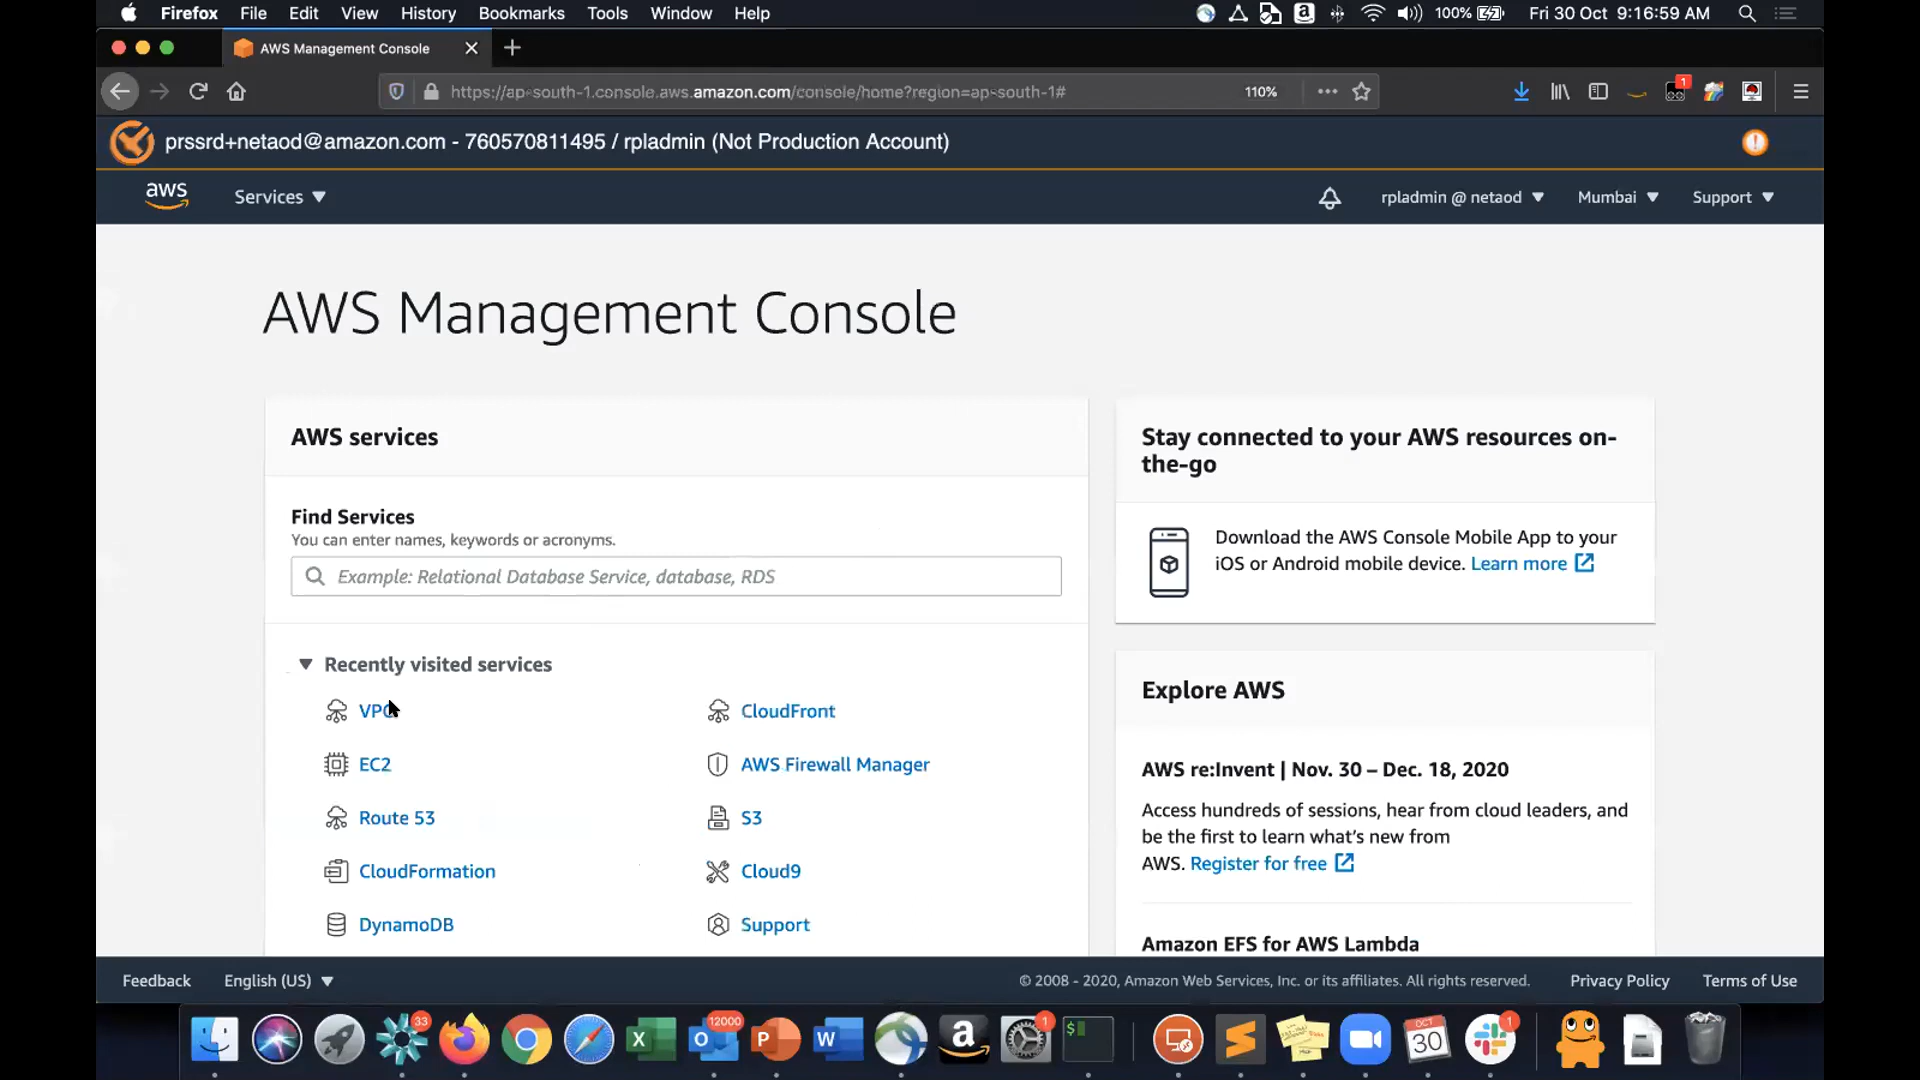 Firefox File Edit View History Bookmarks Tools Window Help 100% Fri 30 Oct 9:16:59 AM
AWS Management Console
https://ap-south-1.console.aws.amazon.com/console/home?region=ap-south-1# 110% 1
prssrd+netaod@amazon.com - 760570811495 / rpladmin (Not Production Account)
aws Services rpladmin @ netaod Mumbai Support
AWS Management Console
AWS services
Find Services
You can enter names, keywords or acronyms.
Example: Relational Database Service, database, RDS
Recently visited services
VPC CloudFront
EC2 AWS Firewall Manager
Route 53 S3
CloudFormation Cloud9
DynamoDB Support
Stay connected to your AWS resources on-
the-go
Download the AWS Console Mobile App to your
iOS or Android mobile device. Learn more
Explore AWS
AWS re:Invent | Nov. 30 – Dec. 18, 2020
Access hundreds of sessions, hear from cloud leaders, and
be the first to learn what's new from
AWS. Register for free
Amazon EFS for AWS Lambda
Feedback English (US) © 2008 - 2020, Amazon Web Services, Inc. or its affiliates. All rights reserved. Privacy Policy Terms of Use
33 12000 1 OCT 30 1